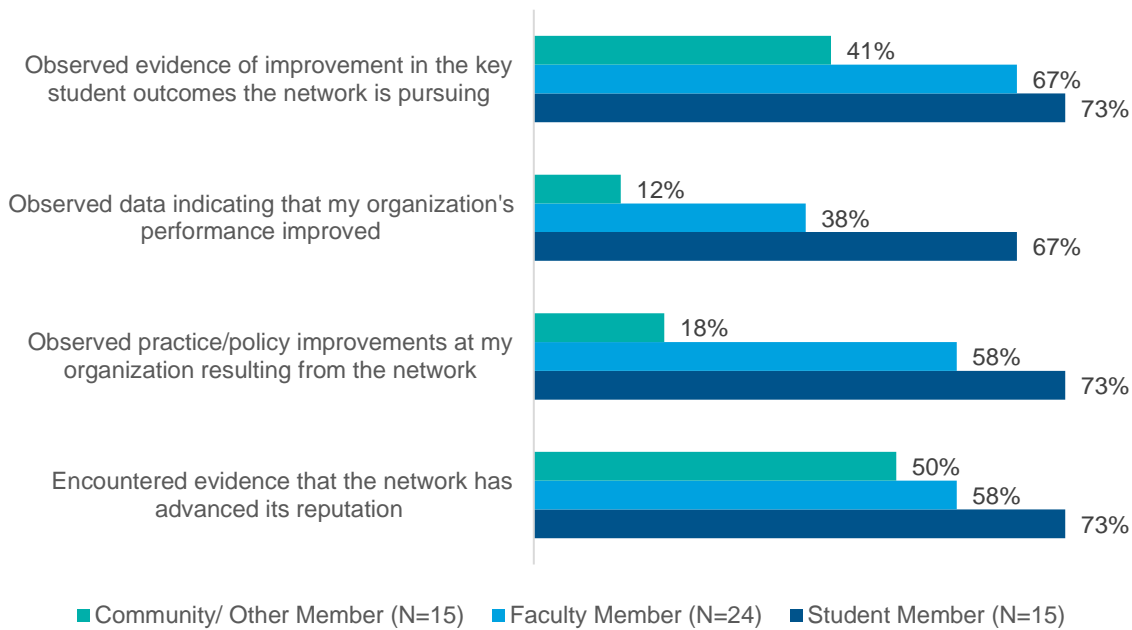 Observed evidence of improvement in the key
student outcomes the network is pursuing
41%
67%
73%
Observed data indicating that my organization's
performance improved
12%
38%
67%
Observed practice/policy improvements at my
organization resulting from the network
18%
58%
73%
Encountered evidence that the network has
advanced its reputation
50%
58%
73%
Community/ Other Member (N=15) Faculty Member (N=24) Student Member (N=15)